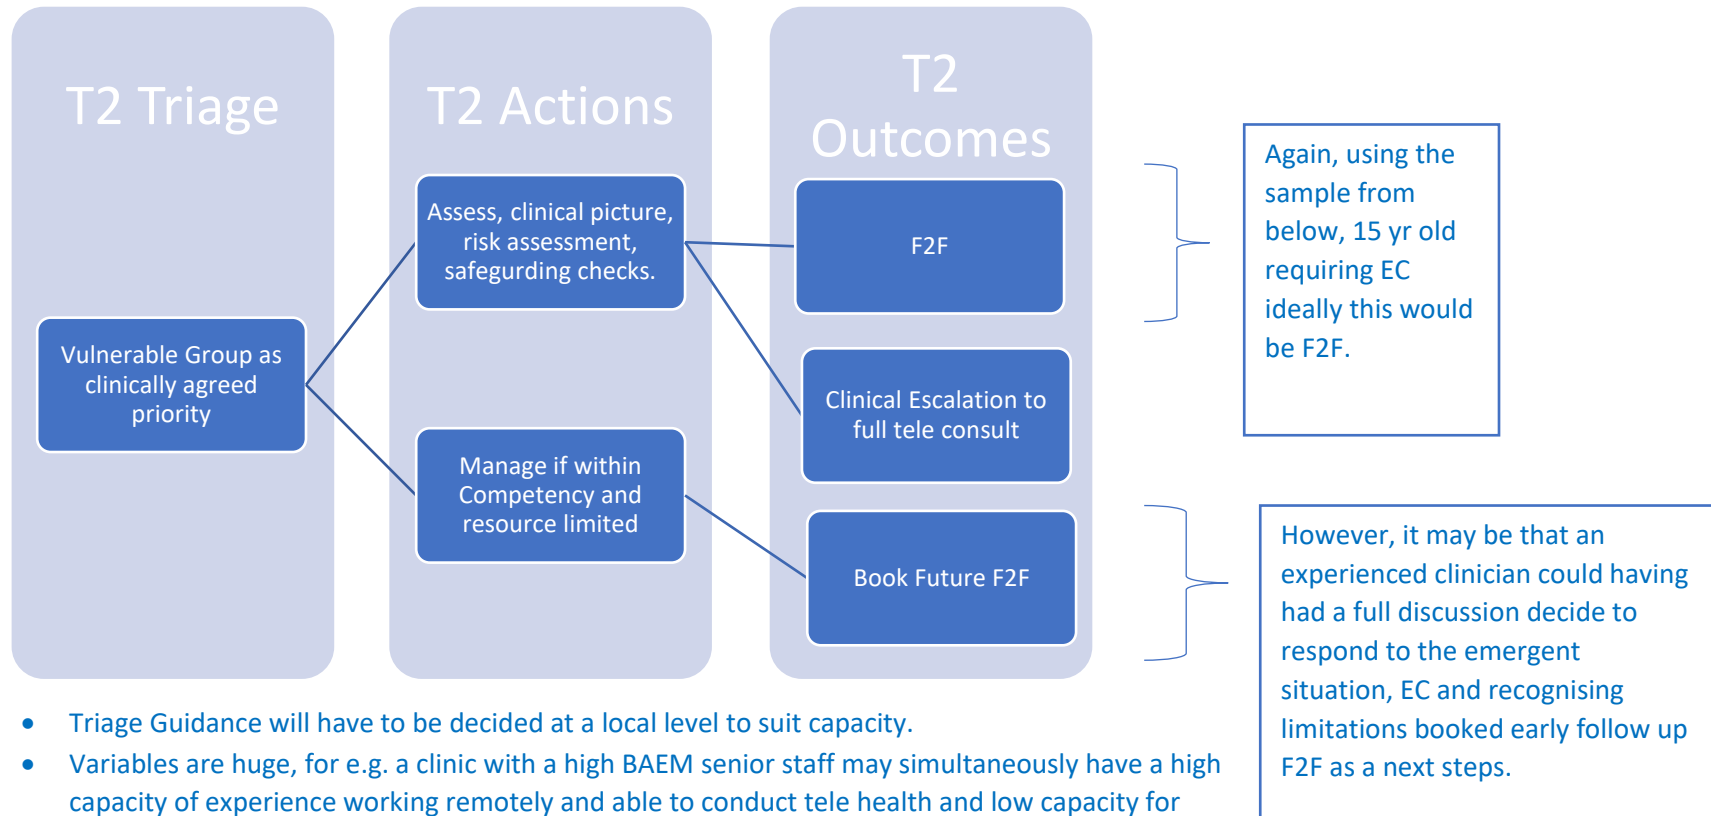 T2 Triage
Vulnerable Group as
clinically agreed
priority
T2 Actions
Assess, clinical picture,
risk assessment,
safegurding checks.
Manage if within
Competency and
resource limited
T2
Outcomes
F2F
Clinical Escalation to
full tele consult
Book Future F2F
Again, using the
sample from
below, 15 yr old
requiring EC
ideally this would
be F2F.
However, it may be that an
experienced clinician could having
had a full discussion decide to
respond to the emergent
situation, EC and recognising
limitations booked early follow up
F2F as a next steps.
• Triage Guidance will have to be decided at a local level to suit capacity.
• Variables are huge, for e.g. a clinic with a high BAEM senior staff may simultaneously have a high
capacity of experience working remotely and able to conduct tele health and low capacity for